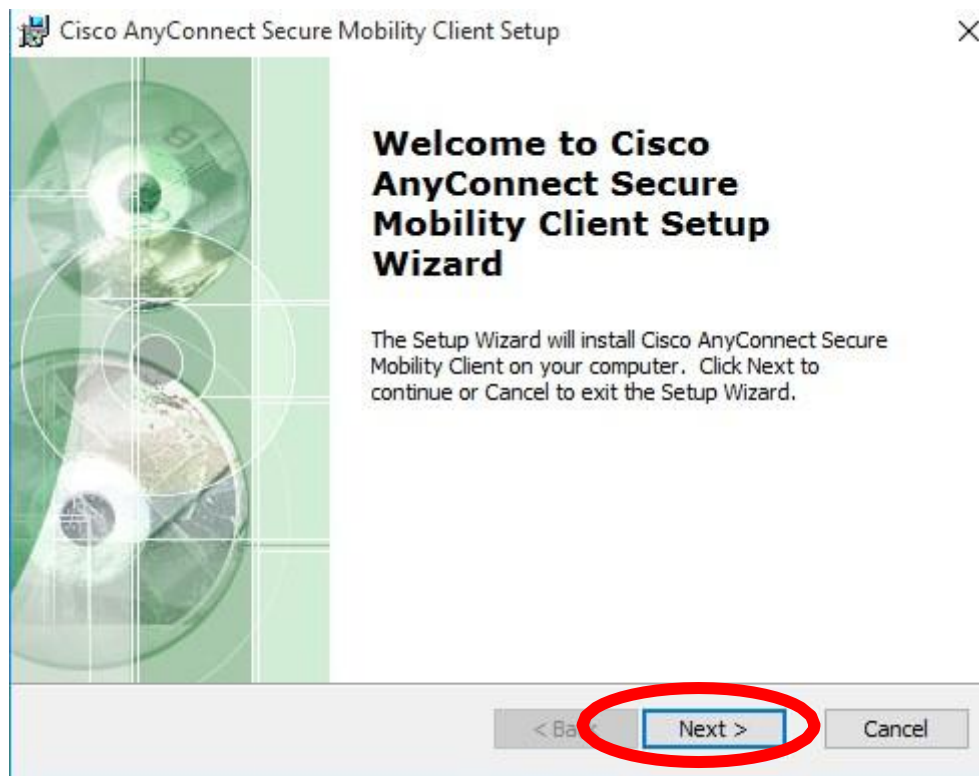 Cisco AnyConnect Secure Mobility Client Setup
Welcome to Cisco
AnyConnect Secure
Mobility Client Setup
Wizard
The Setup Wizard will install Cisco AnyConnect Secure
Mobility Client on your computer. Click Next to
continue or Cancel to exit the Setup Wizard.
Next >
Cancel